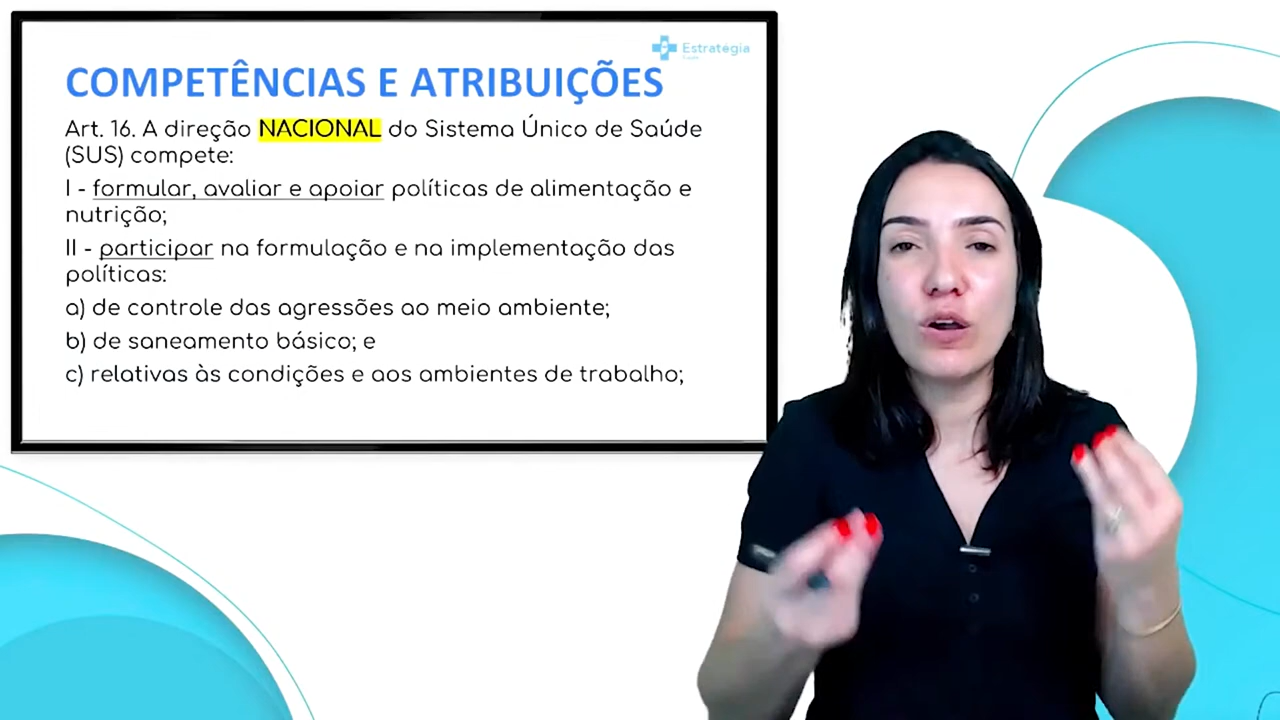 Estrategia
COMPETÊNCIAS E ATRIBUIÇÕES
Art. 16. A direção NACIONAL do Sistema Único de Saúde
(SUS) compete:
I - formular, avaliar e apoiar políticas de alimentação e
nutrição;
II - participar na formulação e na implementação das
políticas:
a) de controle das agressões ao meio ambiente;
b) de saneamento básico; e
c) relativas às condições e aos ambientes de trabalho;